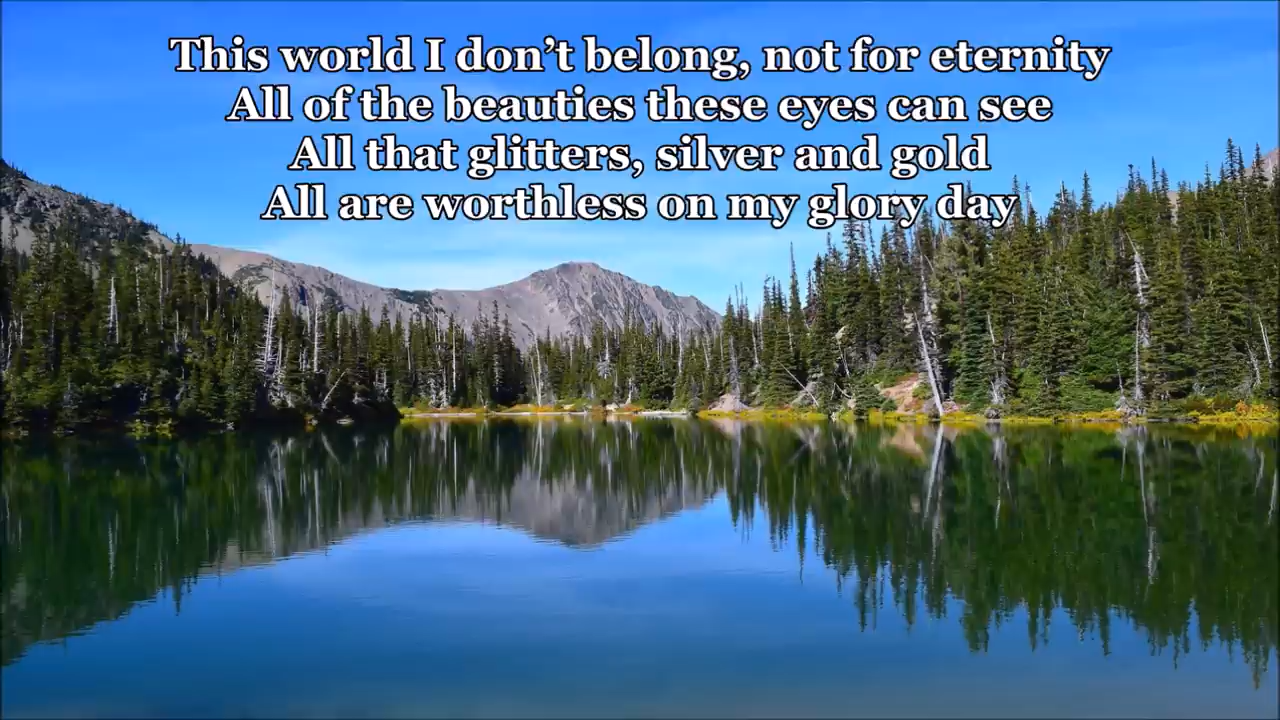 This world I don’t belong, not for eternity
All of the beauties these eyes can see
All that glitters, silver and gold
All are worthless on my glory day